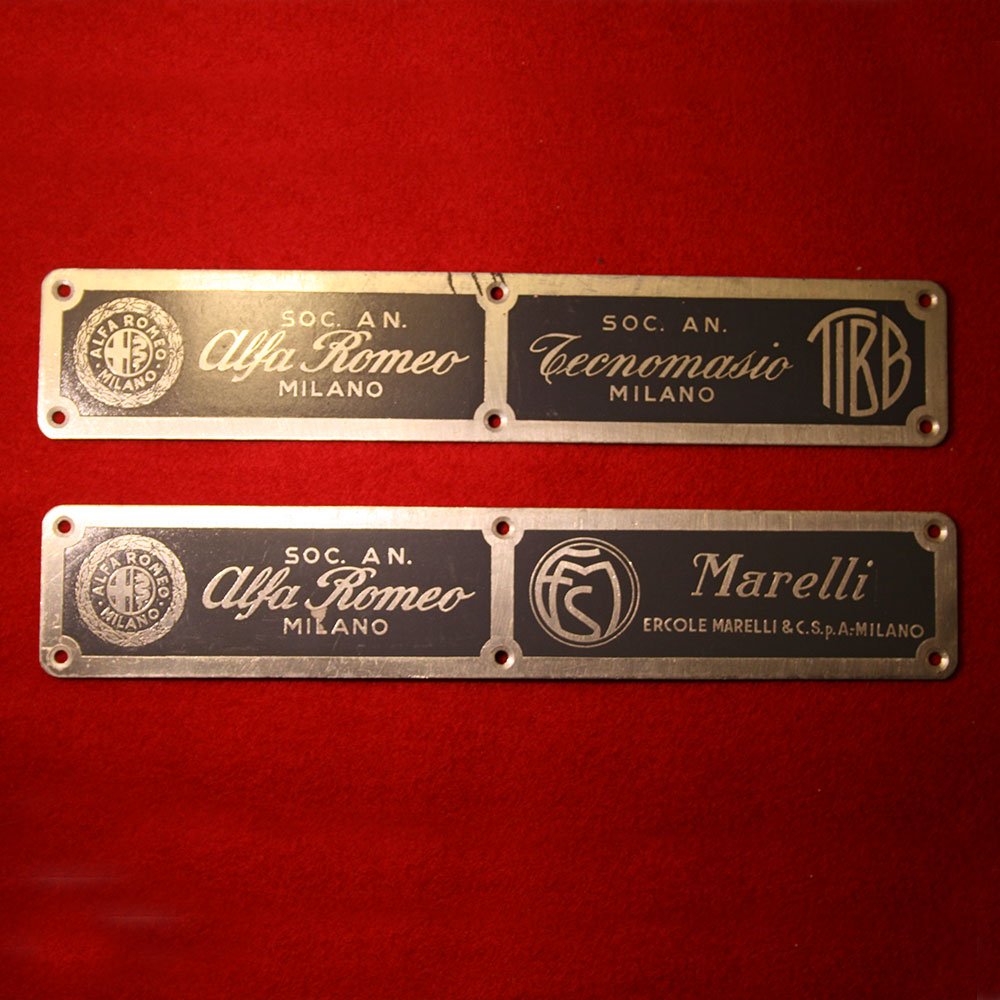 ALFA ROMEO
MILANO
SOC. AN.
Alfa Romeo
MILANO
SOC. AN.
Tecnomasio
MILANO
TIBB
ALFA ROMEO
MILANO
SOC. AN.
Alfa Romeo
MILANO
Marelli
ERCOLE MARELLI & C. S.p.A.-MILANO